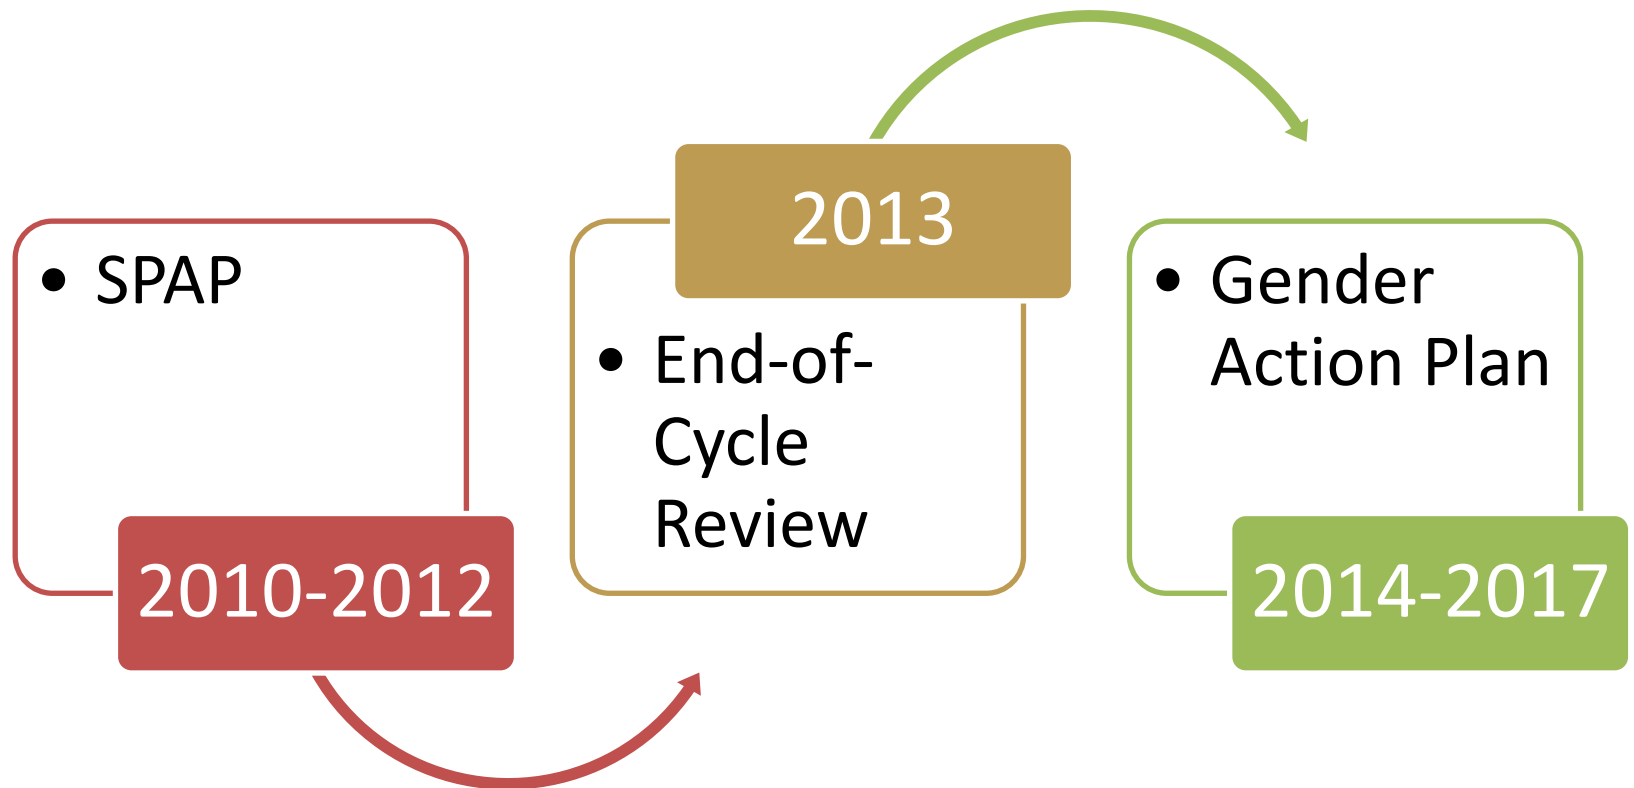 • SPAP
2010-2012
2013
• End-of-
Cycle
Review
• Gender
Action Plan
2014-2017